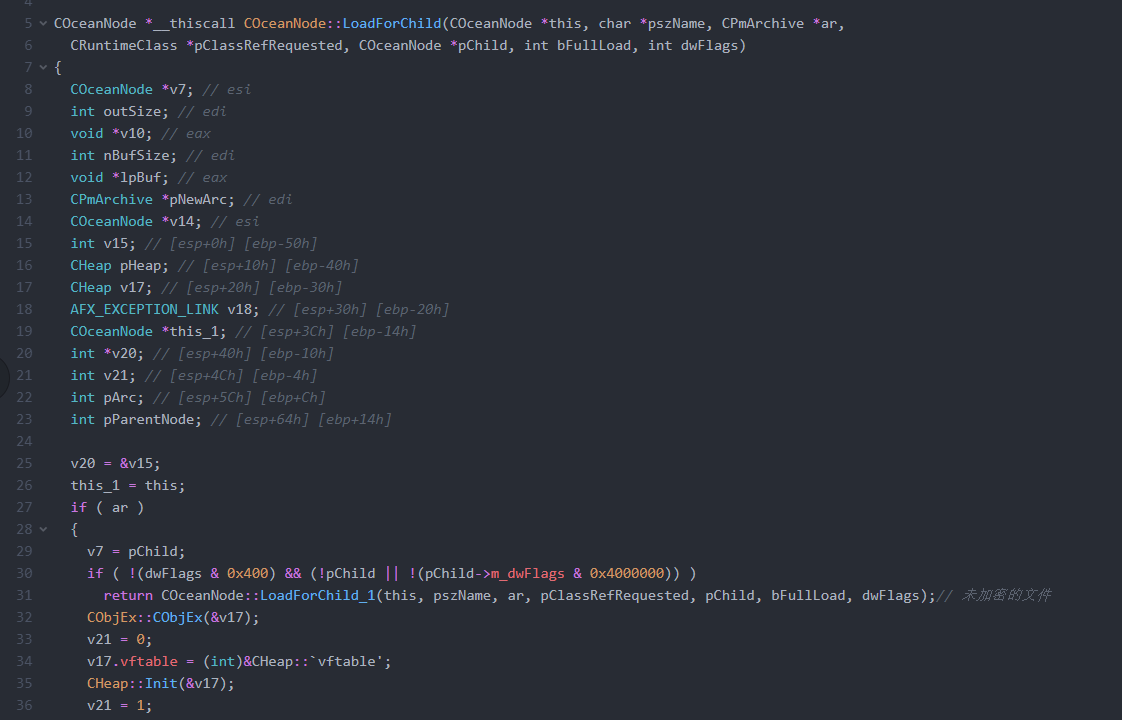 4
5 COceanNode *__thiscall COceanNode::LoadForChild(COceanNode *this, char *pszName, CPmArchive *ar,
6 CRuntimeClass *pClassRefRequested, COceanNode *pChild, int bFullLoad, int dwFlags)
7 {
8 COceanNode *v7; // esi
9 int outSize; // edi
10 void *v10; // eax
11 int nBufSize; // edi
12 void *lpBuf; // eax
13 CPmArchive *pNewArc; // edi
14 COceanNode *v14; // esi
15 int v15; // [esp+0h] [ebp-50h]
16 CHeap pHeap; // [esp+10h] [ebp-40h]
17 CHeap v17; // [esp+20h] [ebp-30h]
18 AFX_EXCEPTION_LINK v18; // [esp+30h] [ebp-20h]
19 COceanNode *this_1; // [esp+3Ch] [ebp-14h]
20 int *v20; // [esp+40h] [ebp-10h]
21 int v21; // [esp+4Ch] [ebp-4h]
22 int pArc; // [esp+5Ch] [ebp+Ch]
23 int pParentNode; // [esp+64h] [ebp+14h]
24
25 v20 = &v15;
26 this_1 = this;
27 if ( ar )
28 {
29 v7 = pChild;
30 if ( !(dwFlags & 0x400) && (!pChild || !(pChild->m_dwFlags & 0x4000000)) )
31 return COceanNode::LoadForChild_1(this, pszName, ar, pClassRefRequested, pChild, bFullLoad, dwFlags);// 未加密的文件
32 CObjEx::CObjEx(&v17);
33 v21 = 0;
34 v17.vftable = (int)&CHeap::`vftable';
35 CHeap::Init(&v17);
36 v21 = 1;